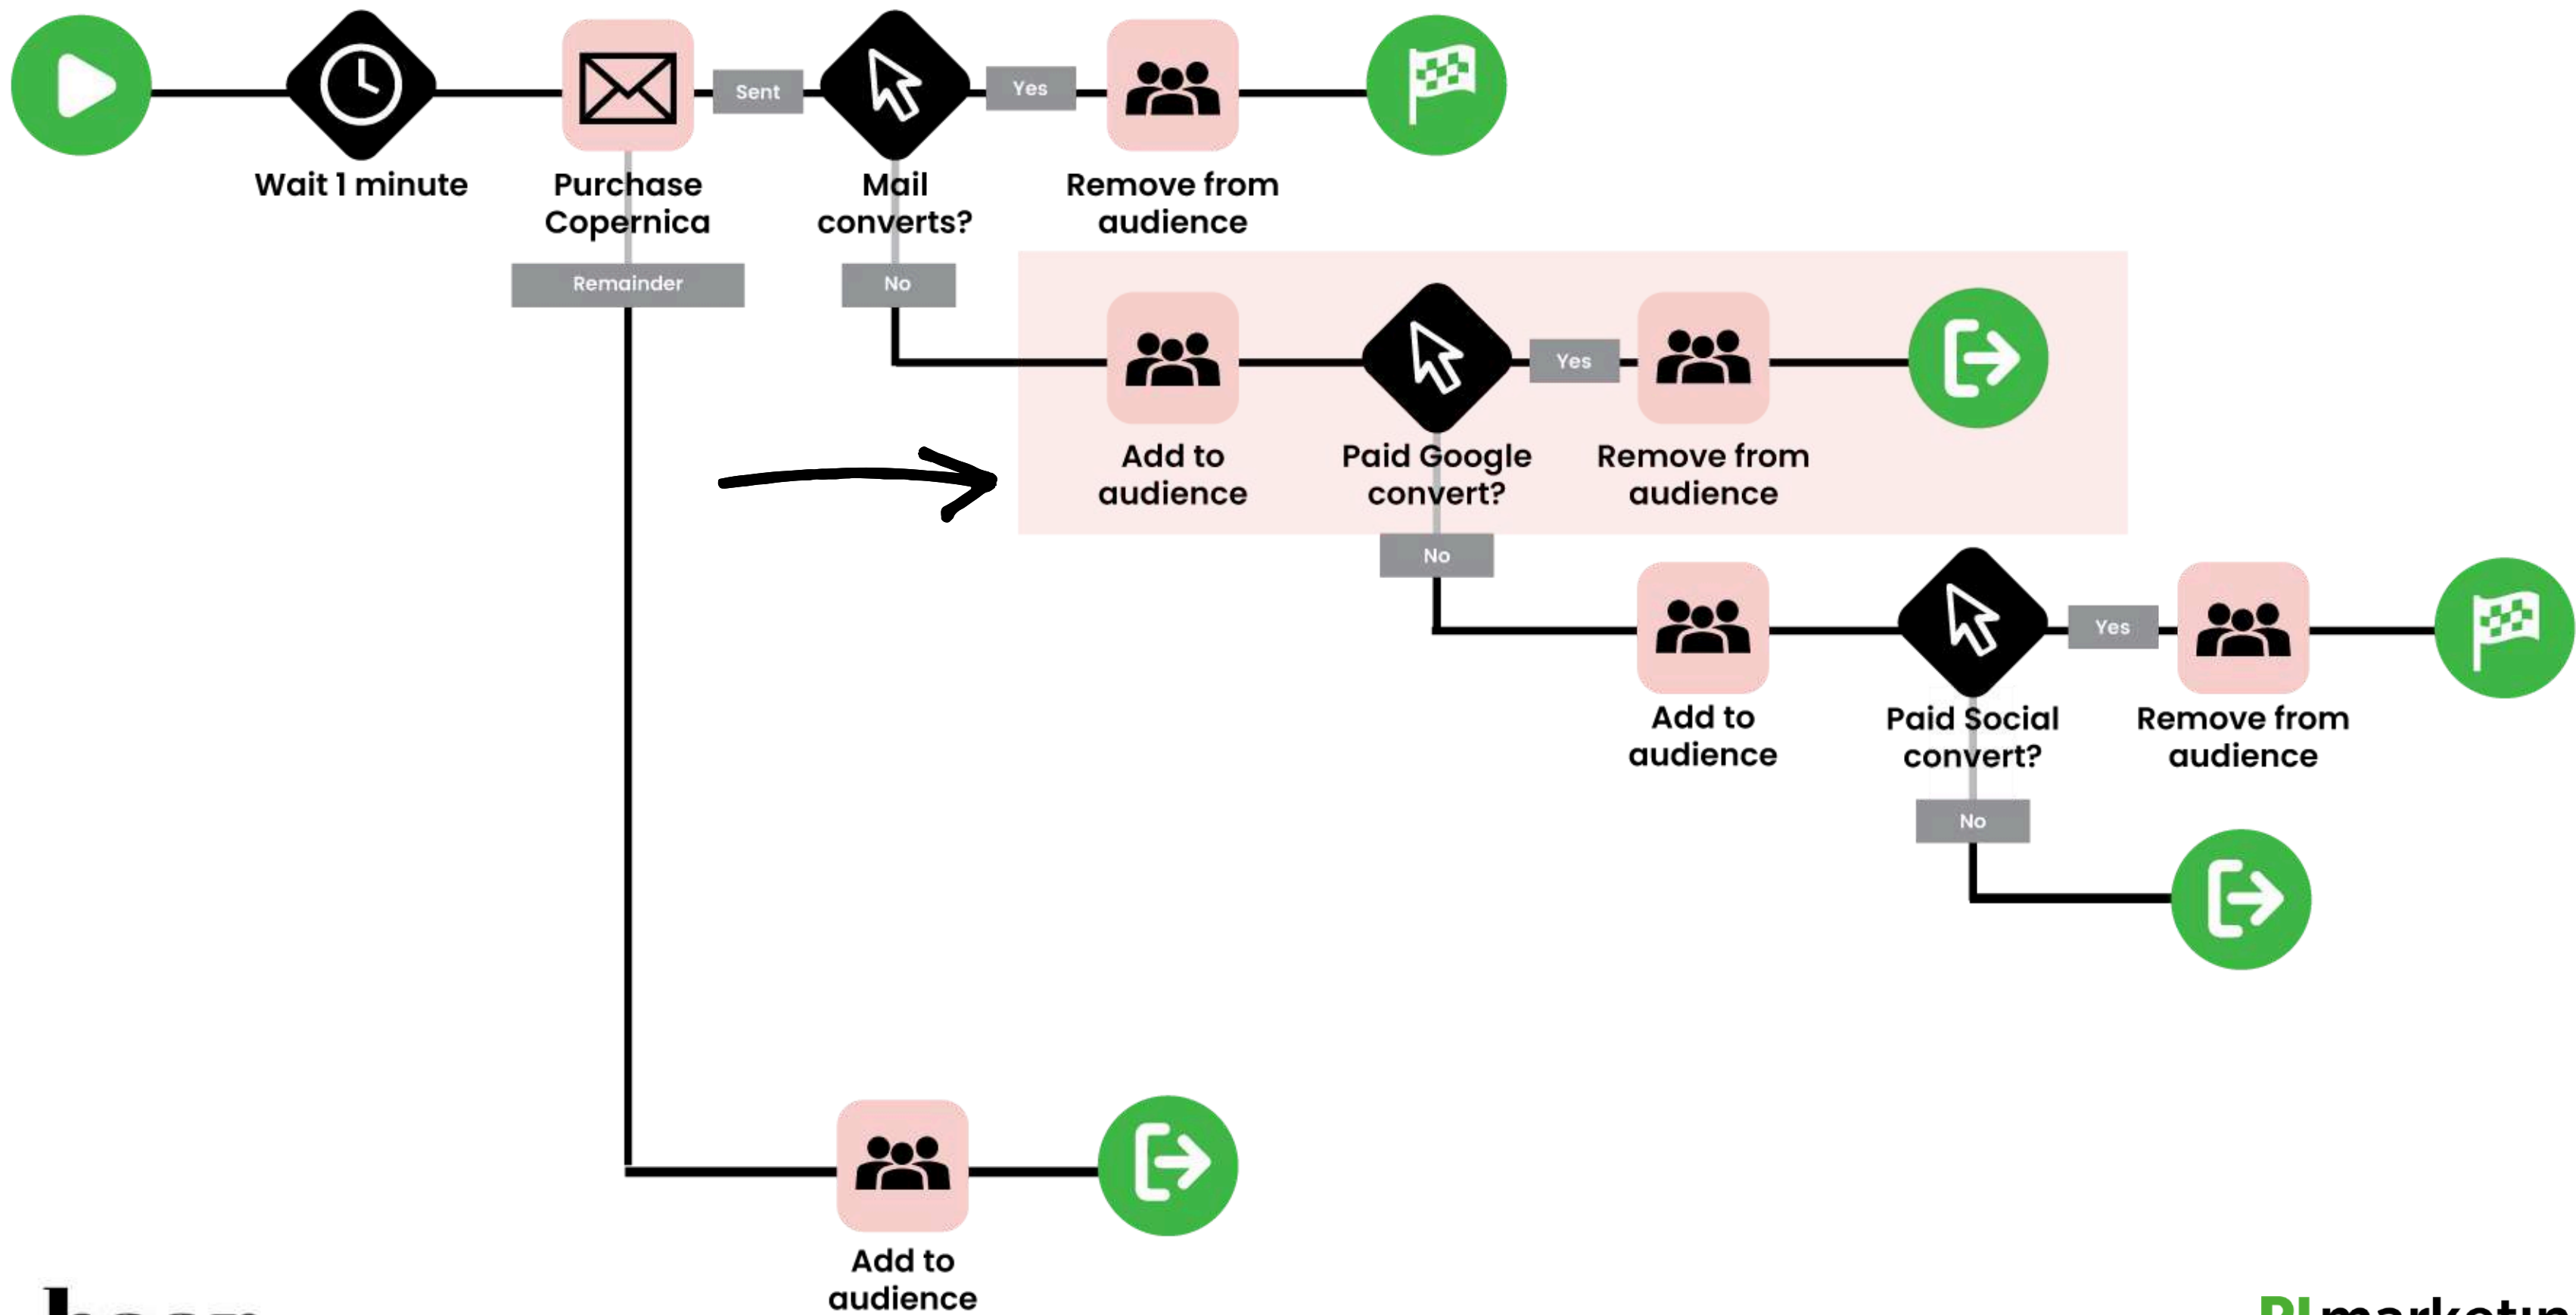 Sent
Yes
Wait 1 minute
Purchase
Copernica
Mail
converts?
Remove from
audience
Remainder
No
Yes
Add to
audience
Paid Google
convert?
Remove from
audience
No
Yes
Add to
audience
Paid Social
convert?
Remove from
audience
No
Add to
audience